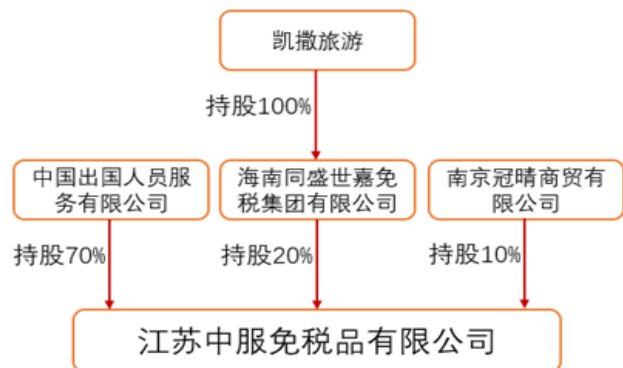 凯撒旅游
持股100%
中国出国人员服
务有限公司
海南同盛世嘉免
税集团有限公司
南京冠晴商贸有
限公司
持股70%
持股20%
持股10%
江苏中服免税品有限公司